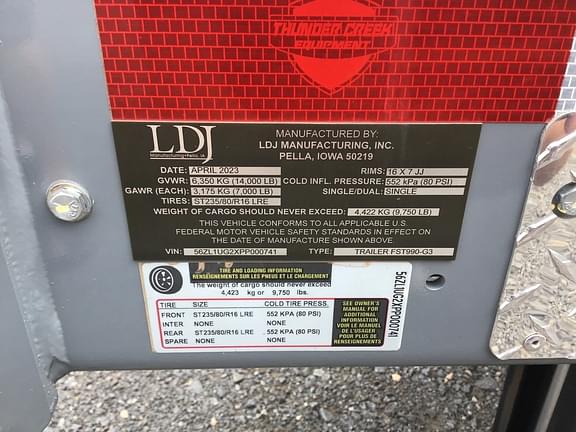 THUNDER CREEK
EQUIPMENT
LDJ
Manufacturing • Pella, IA
MANUFACTURED BY:
LDJ MANUFACTURING, INC.
PELLA, IOWA 50219
DATE: APRIL 2023 RIMS: 16 X 7 JJ
GVWR: 6,350 KG (14,000 LB) COLD INFL. PRESSURE: 552 kPa (80 PSI)
GAWR (EACH): 3,175 KG (7,000 LB) SINGLE/DUAL: SINGLE
TIRES: ST235/80/R16 LRE
WEIGHT OF CARGO SHOULD NEVER EXCEED: 4,422 KG (9,750 LB)
THIS VEHICLE CONFORMS TO ALL APPLICABLE U.S.
FEDERAL MOTOR VEHICLE SAFETY STANDARDS IN EFFECT ON
THE DATE OF MANUFACTURE SHOWN ABOVE.
VIN: 56ZL1UG2XPP000741 TYPE: TRAILER FST990-G3
TIRE AND LOADING INFORMATION
RENSEIGNEMENTS SUR LES PNEUS ET LE CHARGEMENT
The weight of cargo should never exceed
4,423 kg or 9,750 lbs.
TIRE SIZE COLD TIRE PRESS.
FRONT ST235/80/R16 LRE 552 KPA (80 PSI)
INTER NONE NONE
REAR ST235/80/R16 LRE 552 KPA (80 PSI)
SPARE NONE NONE
SEE OWNER'S
MANUAL FOR
ADDITIONAL
INFORMATION
VOIR LE MANUEL
DE L'USAGER
POUR PLUS DE
RENSEIGNEMENTS
56ZL1UG2XPP000741